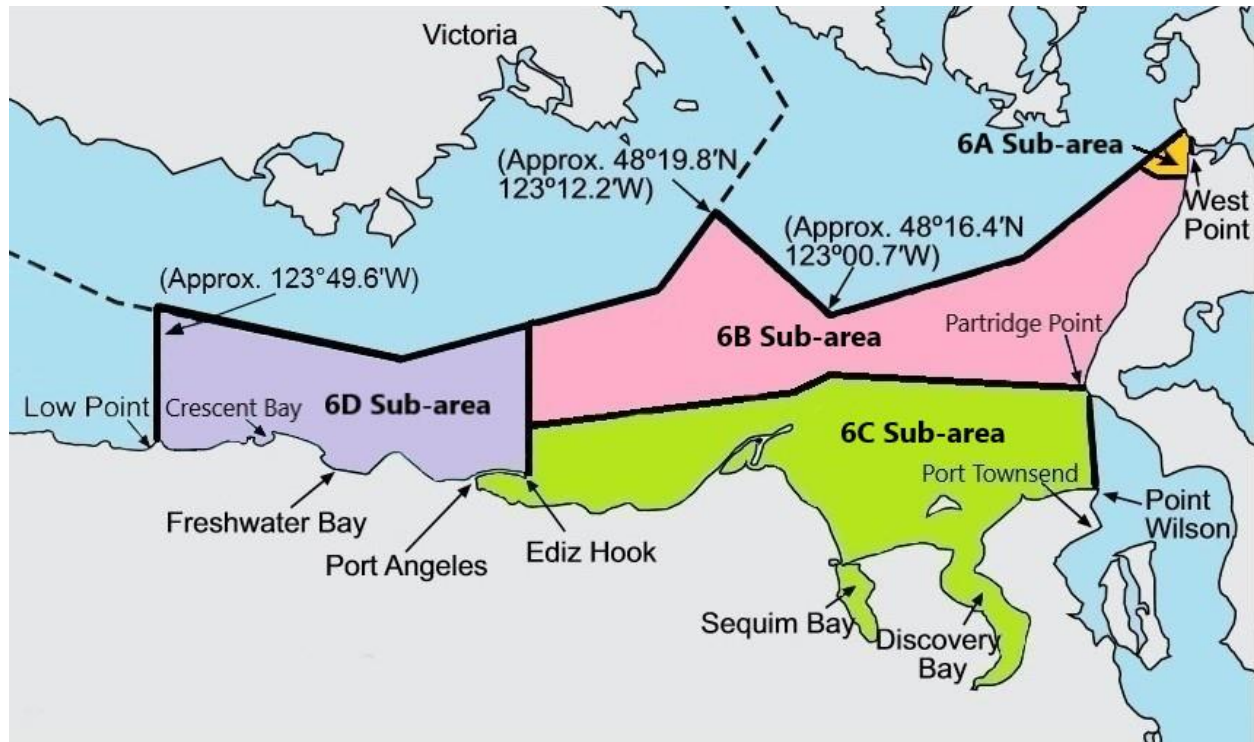 Victoria
(Approx. 48º19.8′N
123º12.2′W)
6A Sub-area
West
Point
(Approx. 48º16.4′N
123º00.7′W)
(Approx. 123°49.6′W)
6B Sub-area
Partridge Point
Low Point
Crescent Bay
6D Sub-area
6C Sub-area
Port Townsend
Point
Wilson
Freshwater Bay
Port Angeles
Ediz Hook
Sequim Bay
Discovery
Bay